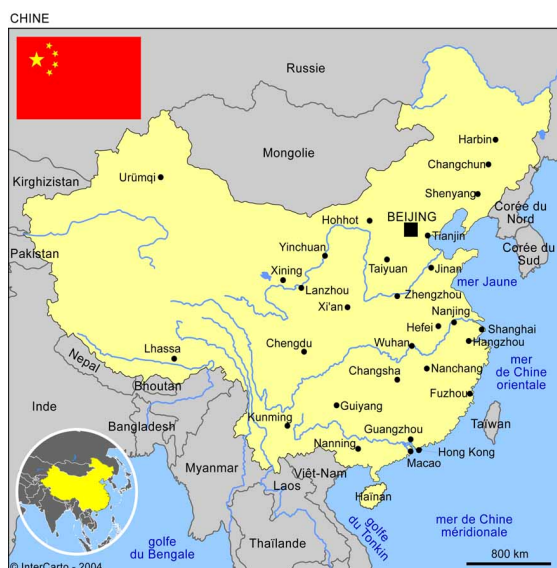 CHINE
Russie
Mongolie
Harbin
Changchun
Shenyang
Kirghizistan
Urümqi
Hohhot
BEIJING
Tianjin
Corée du
Nord
Corée du
Sud
Pakistan
Yinchuan
Taiyuan
Jinan
mer Jaune
Xining
Lanzhou
Zhengzhou
Xi'an
Nanjing
Hefei
Shanghai
Hangzhou
Lhassa
Chengdu
Wuhan
mer
de Chine
orientale
Nepal
Bhoutan
Changsha
Nanchang
Fuzhou
Inde
Bangladesh
Kunming
Guiyang
Guangzhou
Taïwan
Nanning
Hong Kong
Macao
Myanmar
Viêt-Nam
Laos
Haïnan
golfe
du Tonkin
mer de Chine
méridionale
golfe
du Bengale
Thaïlande
800 km
© InterCarto - 2004